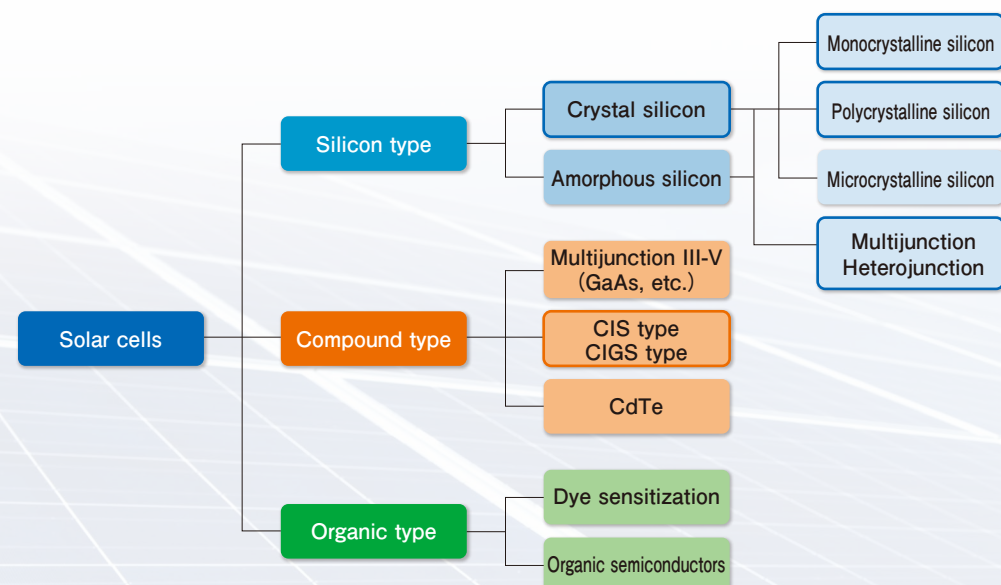 Solar cells
Silicon type
Crystal silicon
Amorphous silicon
Monocrystalline silicon
Polycrystalline silicon
Microcrystalline silicon
Multijunction
Heterojunction
Compound type
Multijunction III-V
(GaAs, etc.)
CIS type
CIGS type
CdTe
Organic type
Dye sensitization
Organic semiconductors